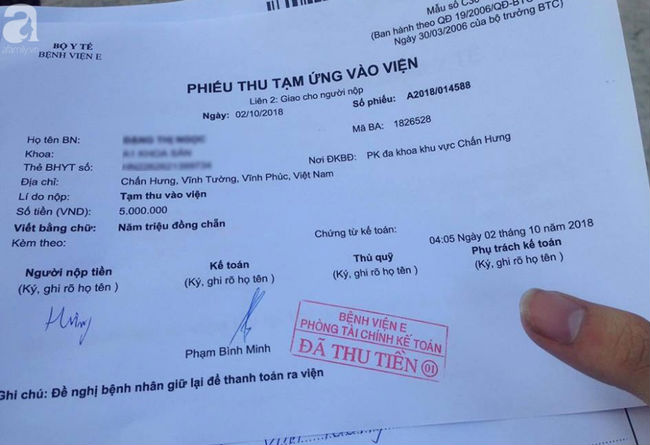 a
afamily.vn
Mẫu số C3
(Ban hành theo QĐ 19/2006/QĐ-BTC
Ngày 30/03/2006 của bộ trưởng BTC)
BỘ Y TẾ
BỆNH VIỆN E
PHIẾU THU TẠM ỨNG VÀO VIỆN
Liên 2: Giao cho người nộp
Số phiếu: A2018/014588
Ngày: 02/10/2018
Mã BA: 1826528
Họ tên BN:
Khoa:
Thẻ BHYT số:
Nơi ĐKBĐ: PK đa khoa khu vực Chấn Hưng
Địa chỉ: Chấn Hưng, Vĩnh Tường, Vĩnh Phúc, Việt Nam
Lí do nộp: Tạm thu vào viện
Số tiền (VND): 5.000.000
Viết bằng chữ: Năm triệu đồng chẵn
Kèm theo: Chứng từ kế toán:
04:05 Ngày 02 tháng 10 năm 2018
Người nộp tiền Kế toán Thủ quỹ Phụ trách kế toán
(Ký, ghi rõ họ tên ) (Ký, ghi rõ họ tên ) (Ký, ghi rõ họ tên ) (Ký, ghi rõ họ tên )
Phạm Bình Minh
BỆNH VIỆN E
PHÒNG TÀI CHÍNH KẾ TOÁN
ĐÃ THU TIỀN 01
Ghi chú: Đề nghị bệnh nhân giữ lại để thanh toán ra viện